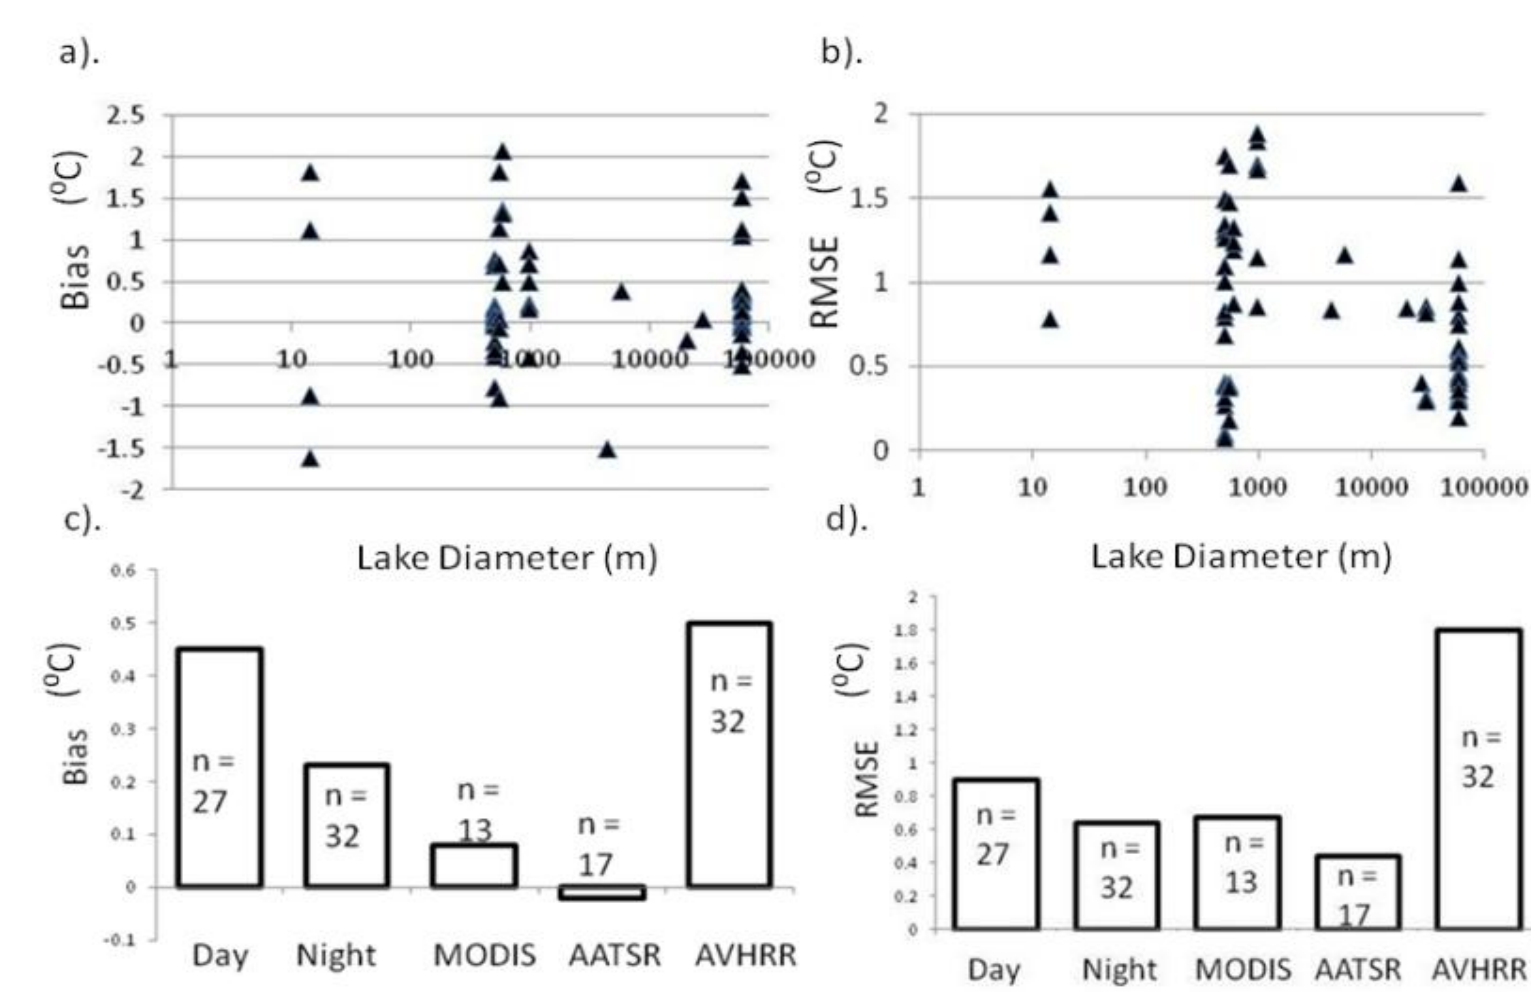 a).
b).
Bias (⁰C)
2.5
2
1.5
1
0.5
0
-0.5
-1
-1.5
-2
1 10 100 1000 10000 100000
RMSE (⁰C)
2
1.5
1
0.5
0
1 10 100 1000 10000 100000
Lake Diameter (m)
Lake Diameter (m)
c).
d).
Bias (⁰C)
0.6
0.5
0.4
0.3
0.2
0.1
0
-0.1
n =
27
n =
32
n =
13
n =
17
n =
32
Day Night MODIS AATSR AVHRR
RMSE (⁰C)
2
1.8
1.6
1.4
1.2
1
0.8
0.6
0.4
0.2
0
n =
27
n =
32
n =
13
n =
17
n =
32
Day Night MODIS AATSR AVHRR